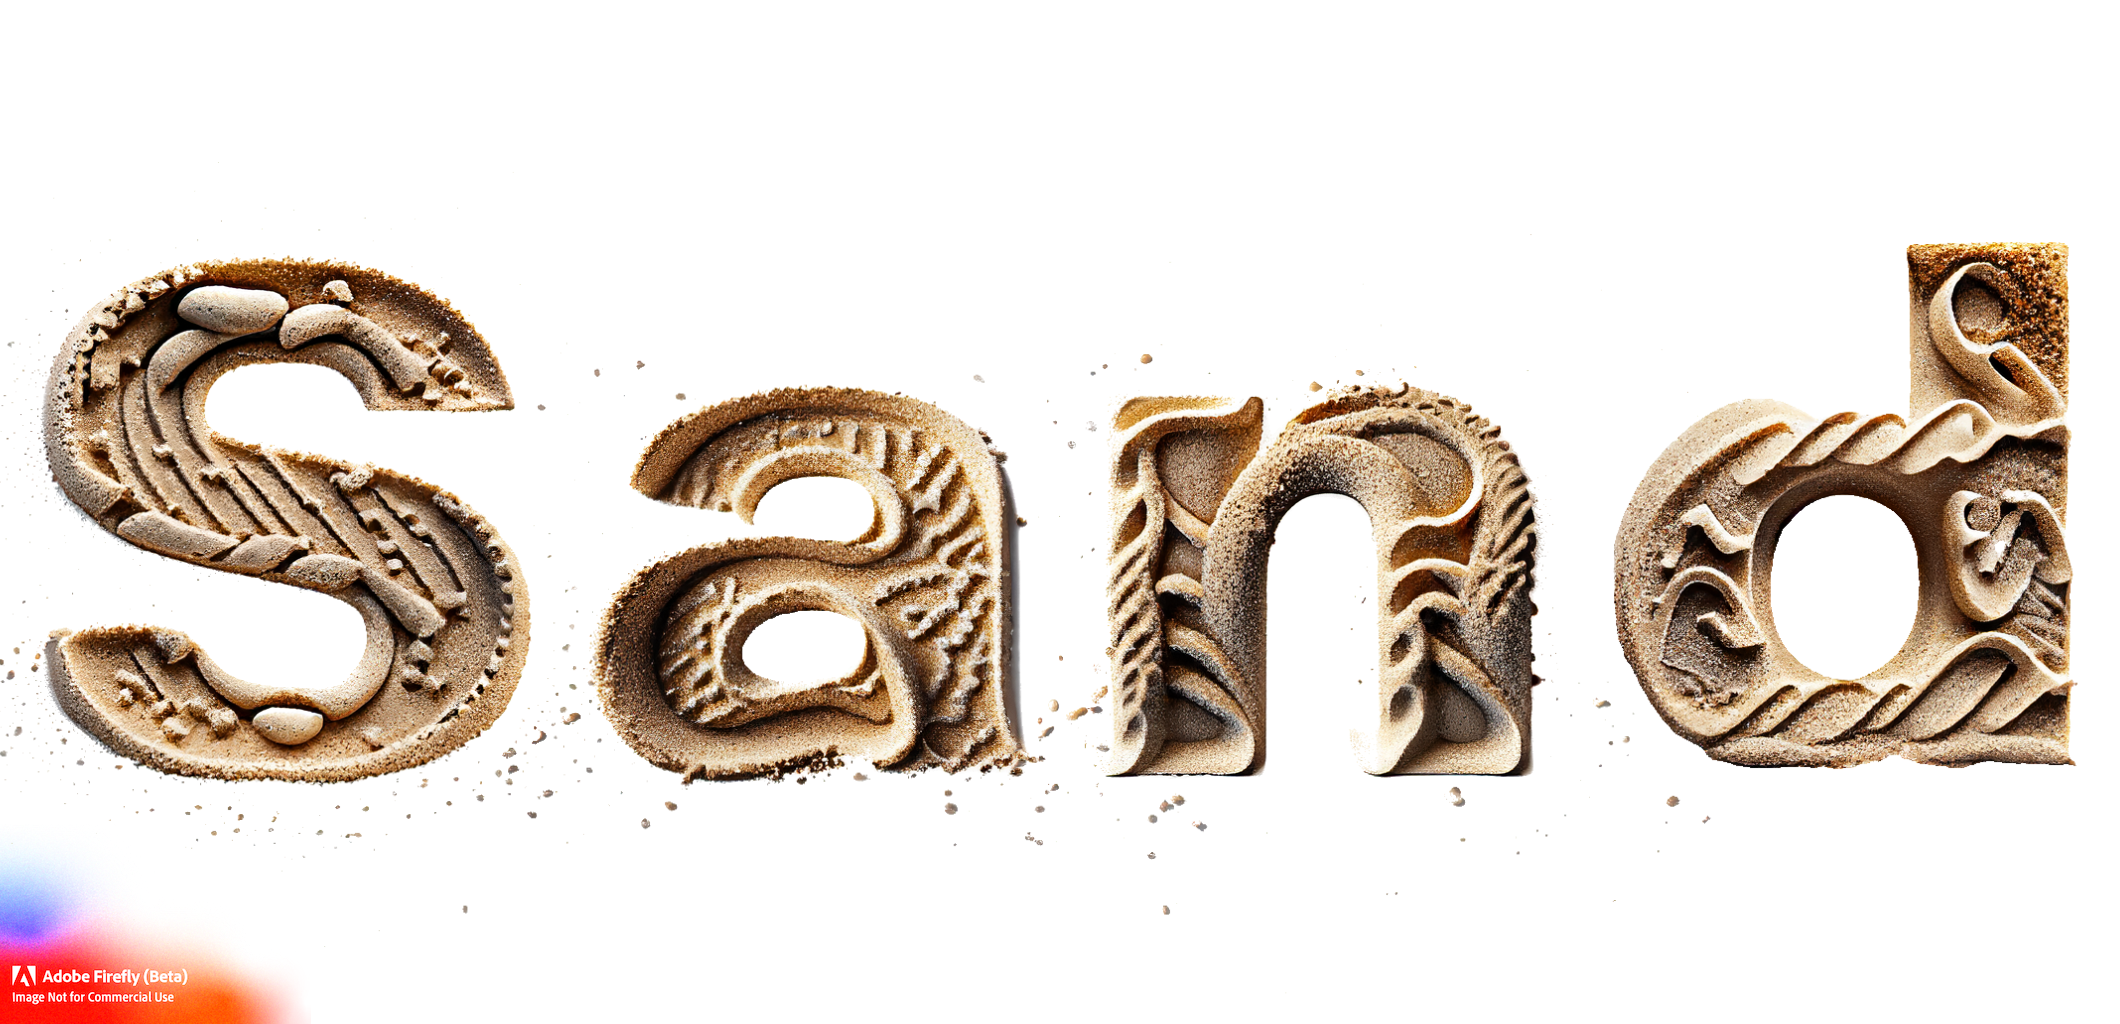 Sand
Adobe Firefly (Beta)
Image Not for Commercial Use